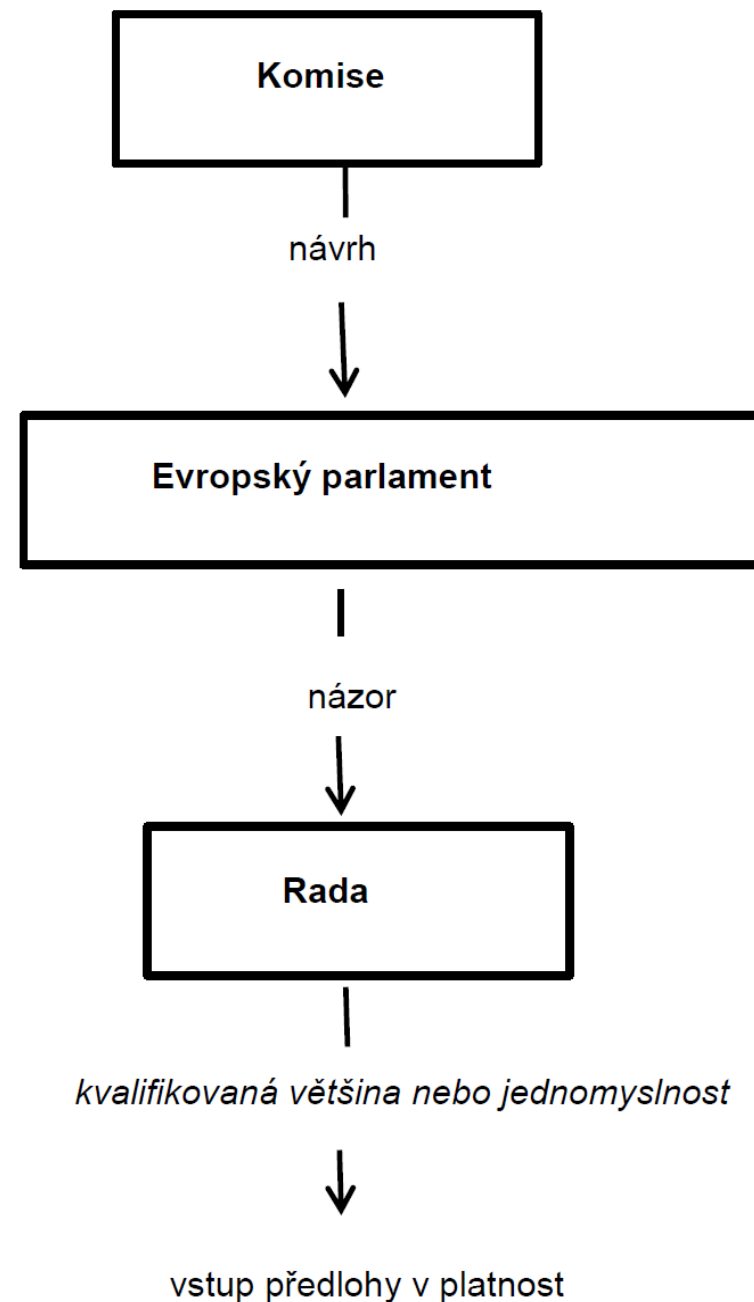 Komise
návrh
Evropský parlament
názor
Rada
kvalifikovaná většina nebo jednomyslnost
vstup předlohy v platnost